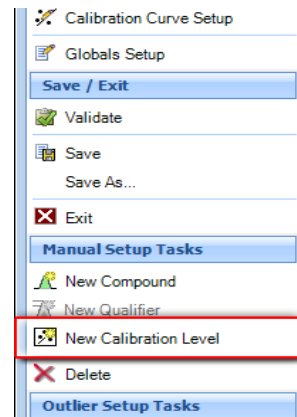 Calibration Curve Setup
Globals Setup
Save / Exit
Validate
Save
Save As...
Exit
Manual Setup Tasks
New Compound
New Qualifier
New Calibration Level
Delete
Outlier Setup Tasks